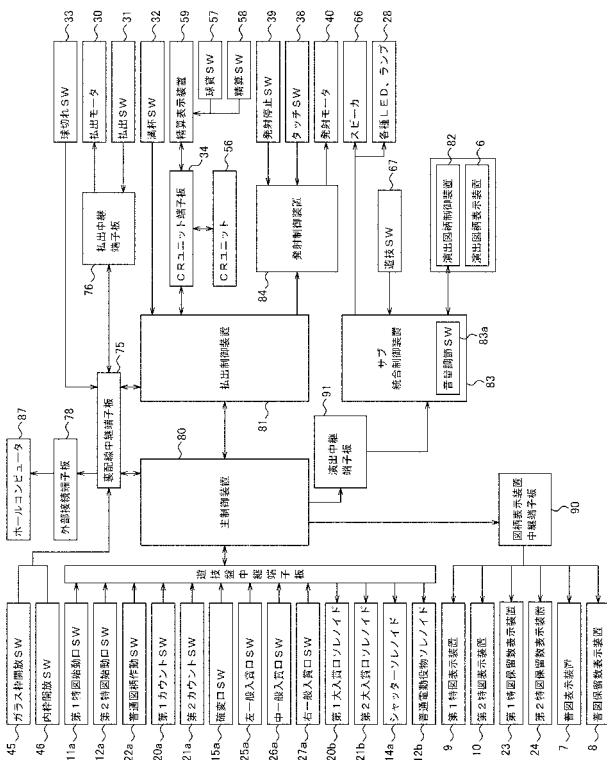 球切れSW 33
払出モータ 30
払出SW 31
満杯SW 32
精算表示装置 59
球貸SW 57
精算SW 58
発射停止SW 39
タッチSW 38
発射モータ 40
スピーカ 66
各種LED、ランプ 28
払出中継端子板
76
CRユニット端子板 34
CRユニット 56
発射制御装置
84
遊技SW 67
82
演出図柄制御装置
演出図柄表示装置 6
ホールコンピュータ 87
外部接続端子板 78
裏配線中継端子板 75
払出制御装置
81
サブ統合制御装置
音量調節SW
83a
83
主制御装置 80
演出中継端子板 91
遊技盤中継端子板
図柄表示装置中継端子板
90
45 ガラス枠開放SW
46 内枠開放SW
11a 第1特図始動口SW
12a 第2特図始動口SW
22a 普通図柄作動SW
20a 第1カウントSW
21a 第2カウントSW
15a 確変口SW
25a 左一般入賞口SW
26a 中一般入賞口SW
27a 右一般入賞口SW
20b 第1大入賞口ソレノイド
21b 第2大入賞口ソレノイド
14a シャッターソレノイド
12b 普通電動役物ソレノイド
9 第1特図表示装置
10 第2特図表示装置
23 第1特図保留数表示装置
24 第2特図保留数表示装置
7 普図表示装置
8 普図保留数表示装置